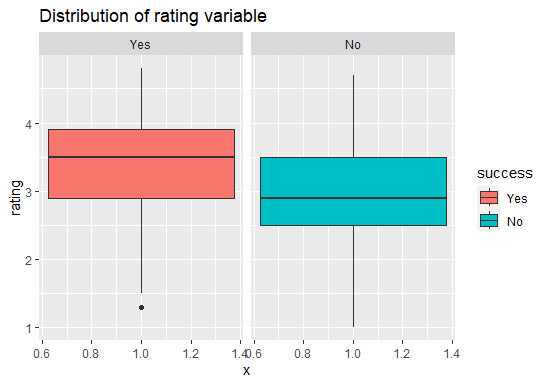 Distribution of rating variable
Yes
No
4
3
2
1
rating
0.6 0.8 1.0 1.2 1.4
0.6 0.8 1.0 1.2 1.4
x
success
Yes
No